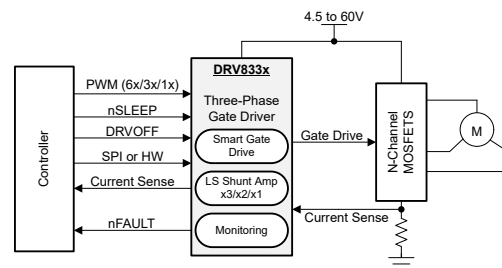 4.5 to 60V
DRV833x
PWM (6x/3x/1x)
nSLEEP
Three-Phase
Gate Driver
DRVOFF
Smart Gate
Drive
Gate Drive
SPI or HW
Current Sense
LS Shunt Amp
x3/x2/x1
nFAULT
Monitoring
Controller
N-Channel
MOSFETS
M
Current Sense